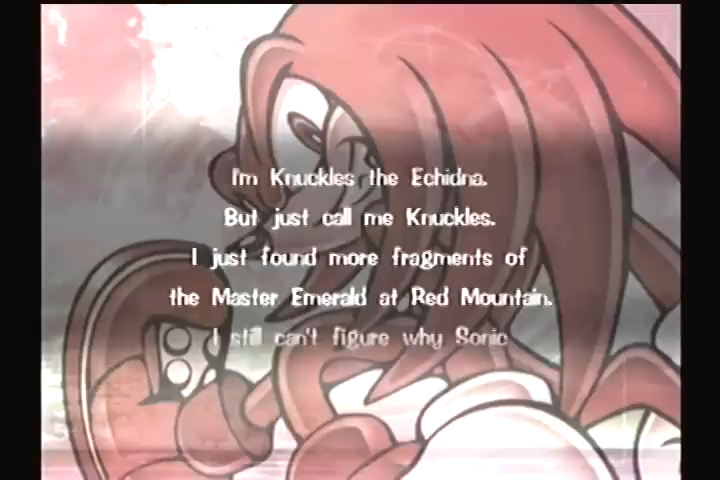 I'm Knuckles the Echidna.
But just call me Knuckles.
I just found more fragments of
the Master Emerald at Red Mountain.
I still can't figure why Sonic